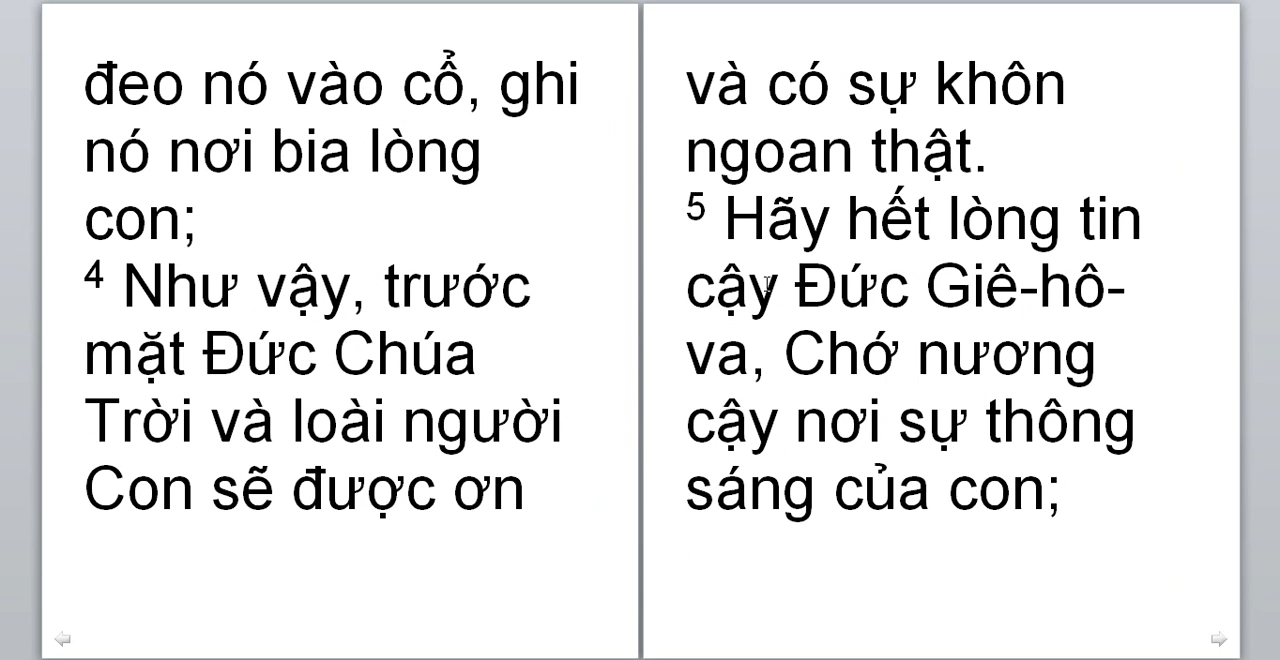 đeo nó vào cổ, ghi
nó nơi bia lòng
con;
4 Như vậy, trước
mặt Đức Chúa
Trời và loài người
Con sẽ được ơn
và có sự khôn
ngoan thật.
5 Hãy hết lòng tin
cậy Đức Giê-hô-
va, Chớ nương
cậy nơi sự thông
sáng của con;